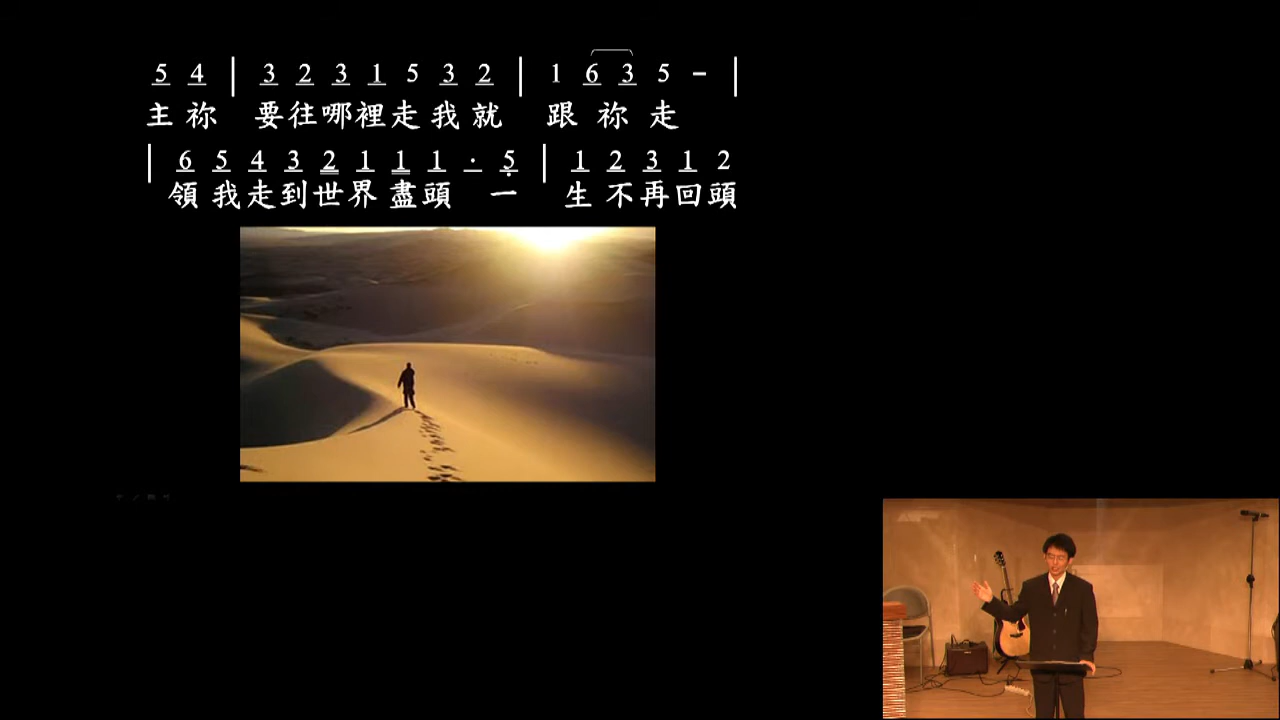 5 4 | 3 2 3 1 5 3 2 | 1 6 3 5 - |
主 祢 要往哪裡走我就 跟 祢 走
| 6 5 4 3 2 1 1 1 · 5 | 1 2 3 1 2
領我走到世界盡頭 一 生不再回頭